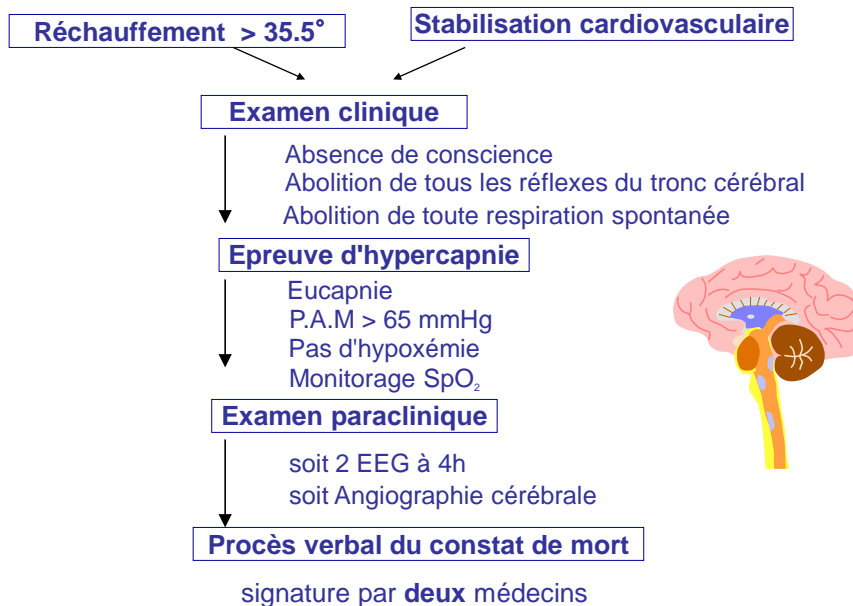 Réchauffement > 35.5°
Stabilisation cardiovasculaire
Examen clinique
Absence de conscience
Abolition de tous les réflexes du tronc cérébral
Abolition de toute respiration spontanée
Epreuve d'hypercapnie
Eucapnie
P.A.M > 65 mmHg
Pas d'hypoxémie
Monitorage SpO₂
Examen paraclinique
soit 2 EEG à 4h
soit Angiographie cérébrale
Procès verbal du constat de mort
signature par deux médecins